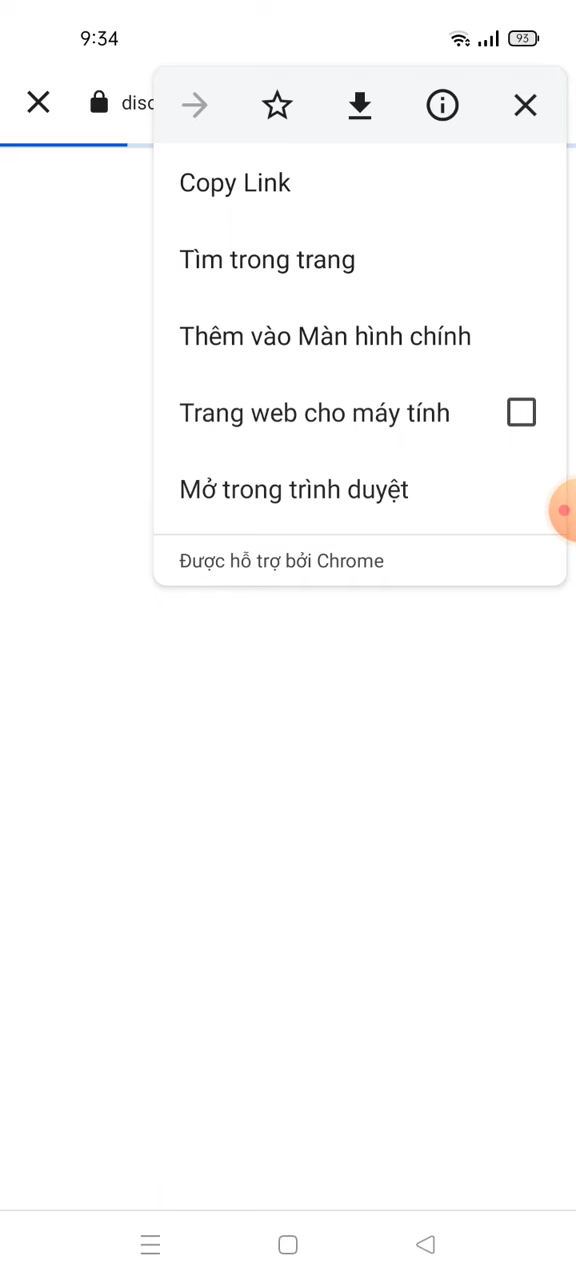 9:34
93
disc
Copy Link
Tìm trong trang
Thêm vào Màn hình chính
Trang web cho máy tính
Mở trong trình duyệt
Được hỗ trợ bởi Chrome